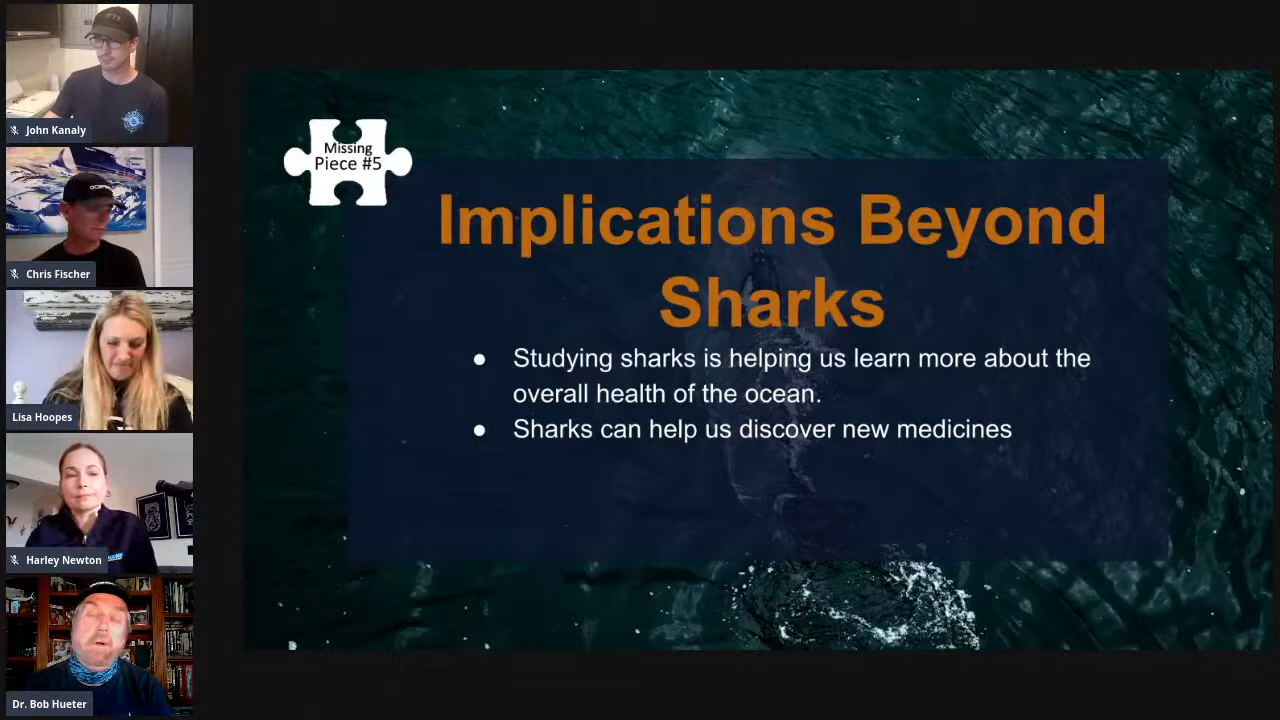 John Kanaly
Chris Fischer
Lisa Hoopes
Harley Newton
Dr. Bob Hueter
Missing
Piece #5
Implications Beyond
Sharks
● Studying sharks is helping us learn more about the
overall health of the ocean.
● Sharks can help us discover new medicines